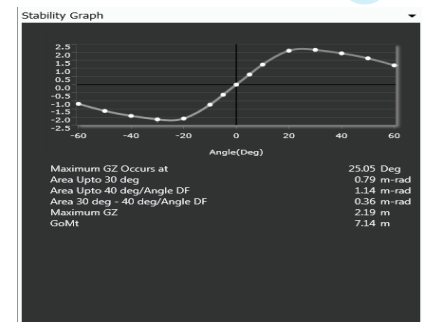 Stability Graph
2.5
2.0
1.5
1.0
0.5
0.0
-0.5
-1.0
-1.5
-2.0
-2.5
-60 -40 -20 0 20 40 60
Angle(Deg)
Maximum GZ Occurs at 25.05 Deg
Area Upto 30 deg 0.79 m-rad
Area Upto 40 deg/Angle DF 1.14 m-rad
Area 30 deg - 40 deg/Angle DF 0.36 m-rad
Maximum GZ 2.19 m
GoMt 7.14 m